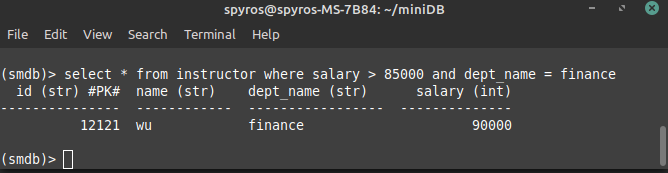 spyros@spyros-MS-7B84: ~/miniDB
File Edit View Search Terminal Help
(smdb)> select * from instructor where salary > 85000 and dept_name = finance
id (str) #PK# name (str) dept_name (str) salary (int)
--------------- ------------ ----------------- --------------
12121 wu finance 90000
(smdb)>